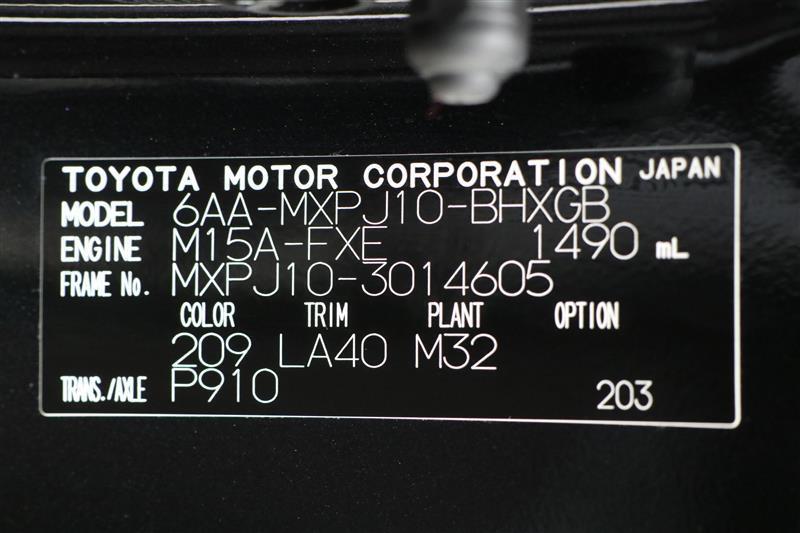 TOYOTA MOTOR CORPORATION JAPAN
MODEL 6AA-MXPJ10-BHXGB
ENGINE M15A-FXE 1490 mL
FRAME No. MXPJ10-3014605
COLOR TRIM PLANT OPTION
209 LA40 M32
TRANS./AXLE P910 203